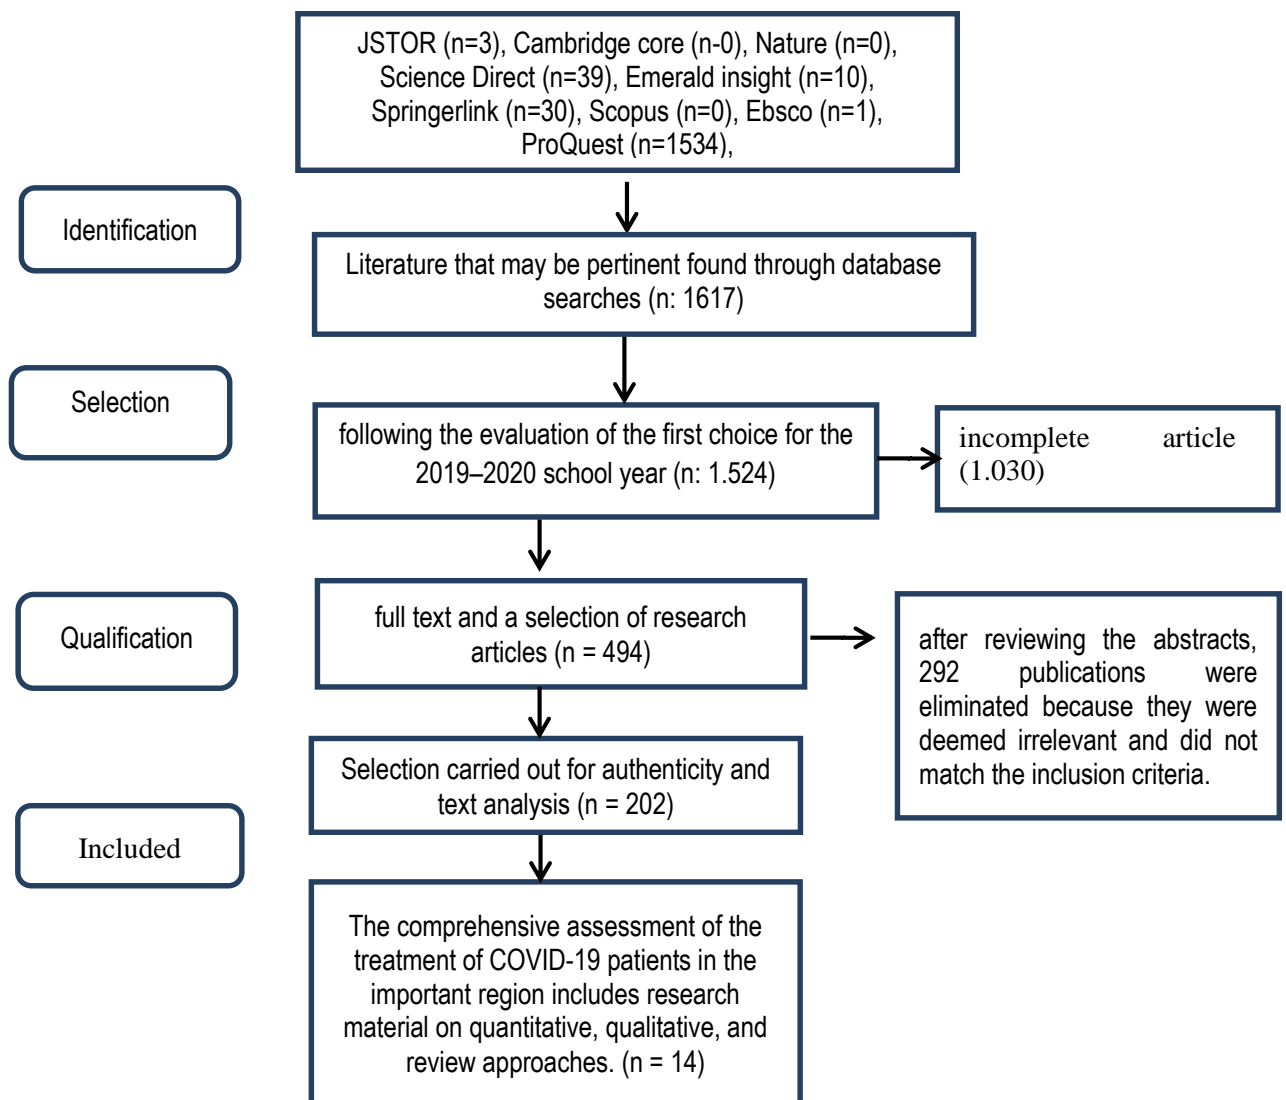 JSTOR (n=3), Cambridge core (n-0), Nature (n=0),
Science Direct (n=39), Emerald insight (n=10),
Springerlink (n=30), Scopus (n=0), Ebsco (n=1),
ProQuest (n=1534),
Identification
Literature that may be pertinent found through database
searches (n: 1617)
Selection
following the evaluation of the first choice for the
2019–2020 school year (n: 1.524)
incomplete article
(1.030)
Qualification
full text and a selection of research
articles (n = 494)
after reviewing the abstracts,
292 publications were
eliminated because they were
deemed irrelevant and did not
match the inclusion criteria.
Selection carried out for authenticity and
text analysis (n = 202)
Included
The comprehensive assessment of the
treatment of COVID-19 patients in the
important region includes research
material on quantitative, qualitative, and
review approaches. (n = 14)